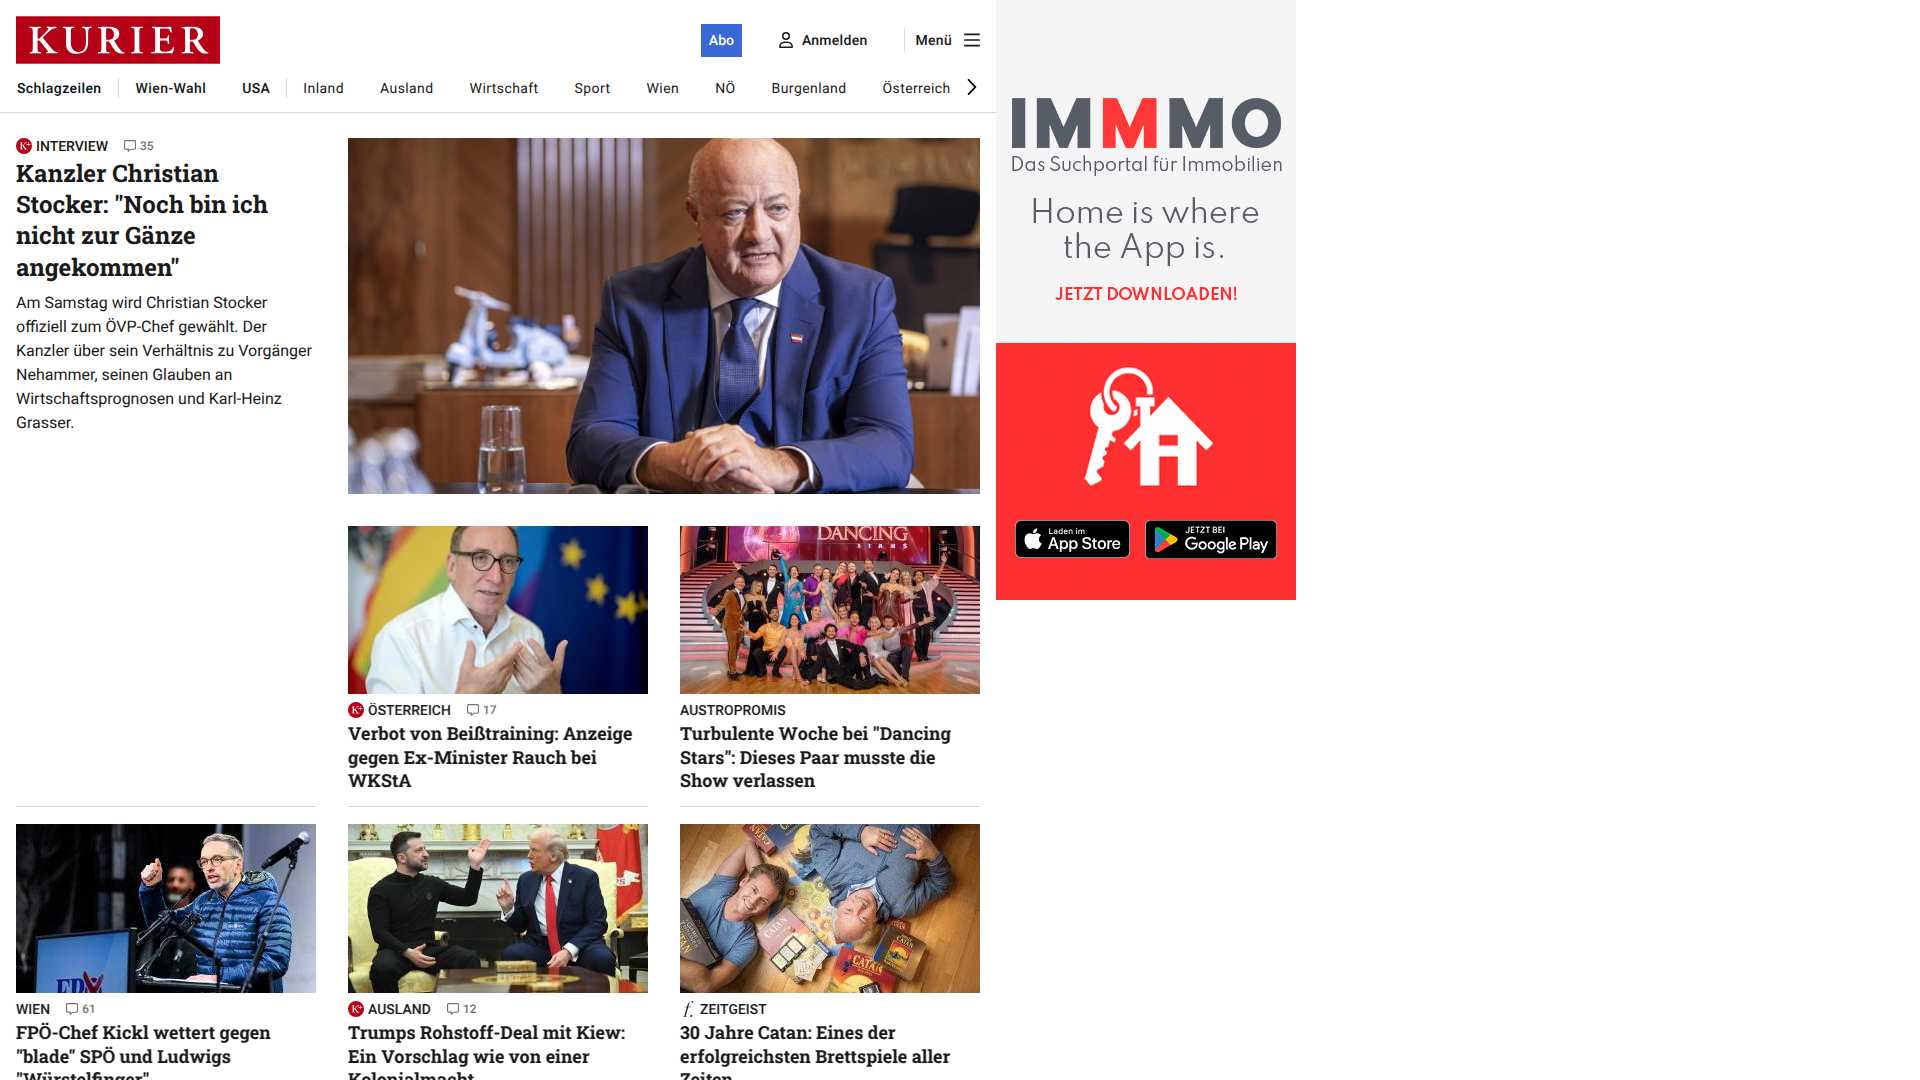 KURIER
Abo
Anmelden
Menü
Schlagzeilen
Wien-Wahl
USA
Inland
Ausland
Wirtschaft
Sport
Wien
NÖ
Burgenland
Österreich
K+ INTERVIEW 35
Kanzler Christian
Stocker: "Noch bin ich
nicht zur Gänze
angekommen"
Am Samstag wird Christian Stocker
offiziell zum ÖVP-Chef gewählt. Der
Kanzler über sein Verhältnis zu Vorgänger
Nehammer, seinen Glauben an
Wirtschaftsprognosen und Karl-Heinz
Grasser.
K+ ÖSTERREICH 17
Verbot von Beißtraining: Anzeige
gegen Ex-Minister Rauch bei
WKStA
DANCING
STARS
AUSTROPROMIS
Turbulente Woche bei "Dancing
Stars": Dieses Paar musste die
Show verlassen
WIEN 61
FPÖ-Chef Kickl wettert gegen
"blade" SPÖ und Ludwigs
"Würstelfinger"
K+ AUSLAND 12
Trumps Rohstoff-Deal mit Kiew:
Ein Vorschlag wie von einer
Kolonialmacht
CATAN
CATAN
CATAN
f. ZEITGEIST
30 Jahre Catan: Eines der
erfolgreichsten Brettspiele aller
Zeiten
IMMMO
Das Suchportal für Immobilien
Home is where
the App is.
JETZT DOWNLOADEN!
Laden im
App Store
JETZT BEI
Google Play